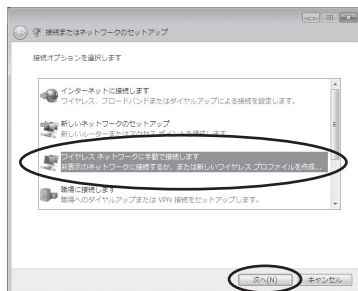 接続またはネットワークのセットアップ
接続オプションを選択します
インターネットに接続します
ワイヤレス、ブロードバンドまたはダイヤルアップによる接続を設定します。
新しいネットワークのセットアップ
新しいルーターまたはアクセス ポイントを構成します。
ワイヤレス ネットワークに手動で接続します
非表示のネットワークに接続するか、または新しいワイヤレス プロファイルを作成...
職場に接続します
職場へのダイヤルアップまたは VPN 接続をセットアップします。
次へ(N)
キャンセル